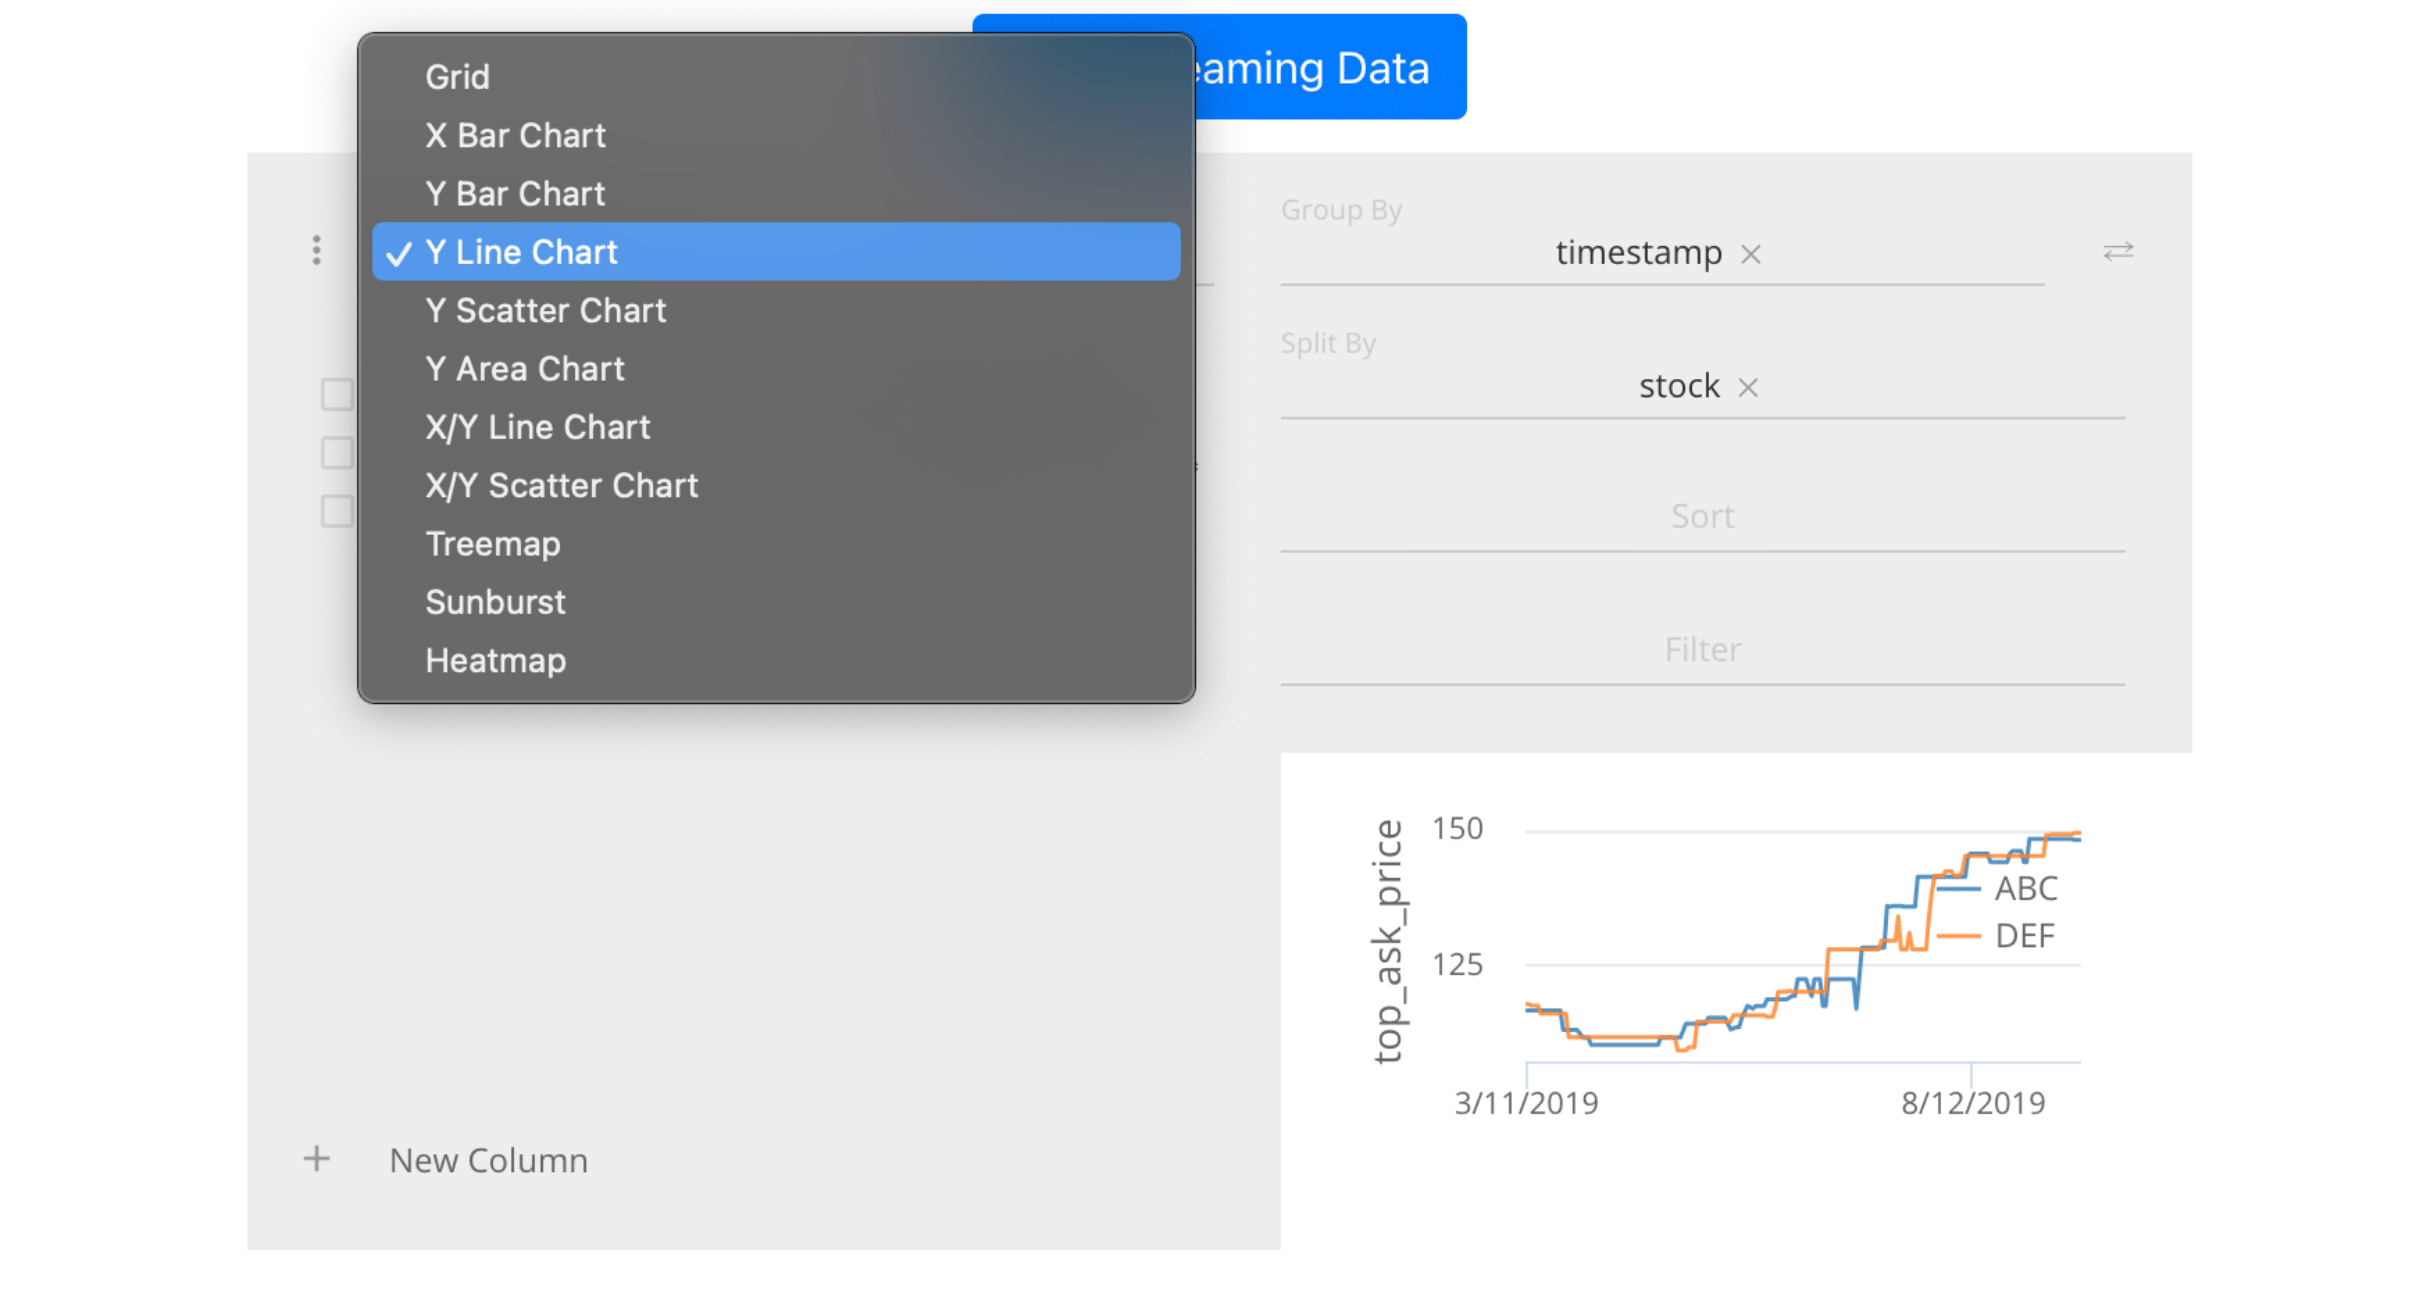 Grid
X Bar Chart
Y Bar Chart
Y Line Chart
Y Scatter Chart
Y Area Chart
X/Y Line Chart
X/Y Scatter Chart
Treemap
Sunburst
Heatmap
Data
Group By
timestamp
Split By
stock
Sort
Filter
top_ask_price
150
125
ABC
DEF
3/11/2019
8/12/2019
New Column